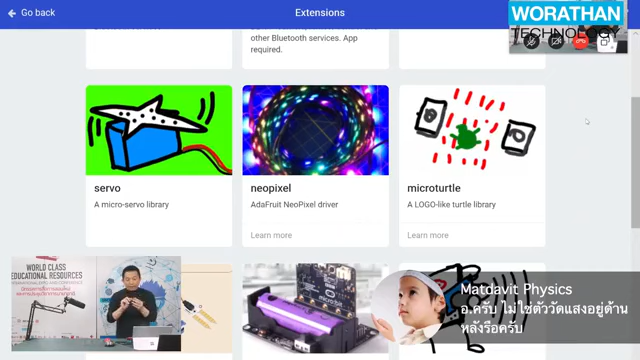 Go back
Extensions
WORATHAN
TECHNOLOGY
other Bluetooth services. App
required.
servo
A micro-servo library
neopixel
AdaFruit NeoPixel driver
Learn more
microturtle
A LOGO-like turtle library
Learn more
WORLD CLASS
EDUCATIONAL RESOURCES
micro:bit
Matdavit Physics
อ.ครับ ไม่ใช่ตัววัดแสงอยู่ด้าน
หลังรึอครับ